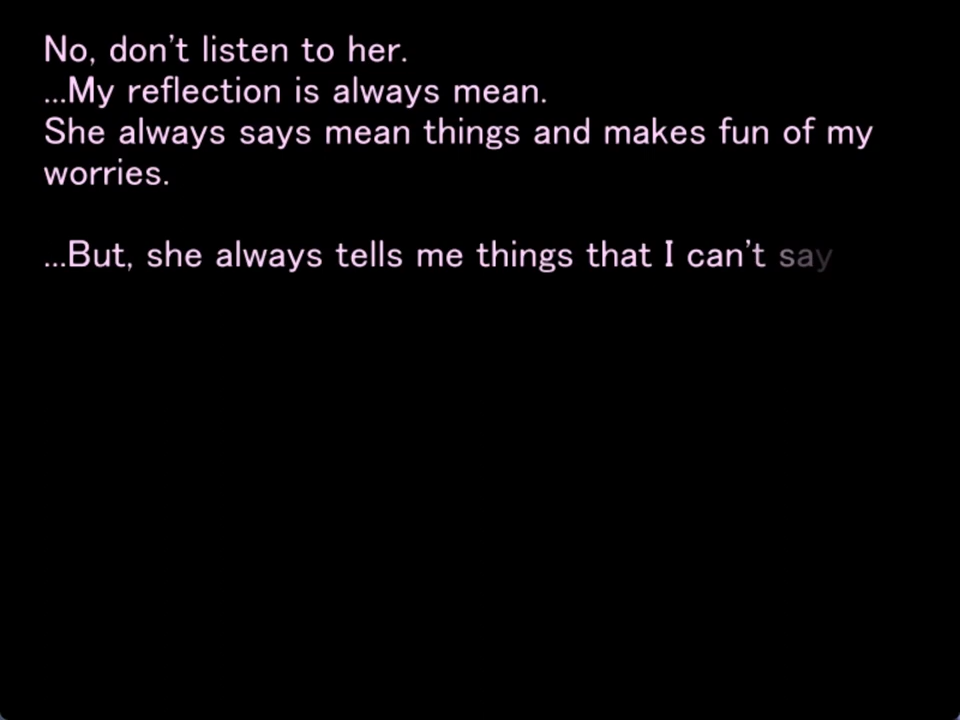 No, don't listen to her.
...My reflection is always mean.
She always says mean things and makes fun of my
worries.
...But, she always tells me things that I can't say